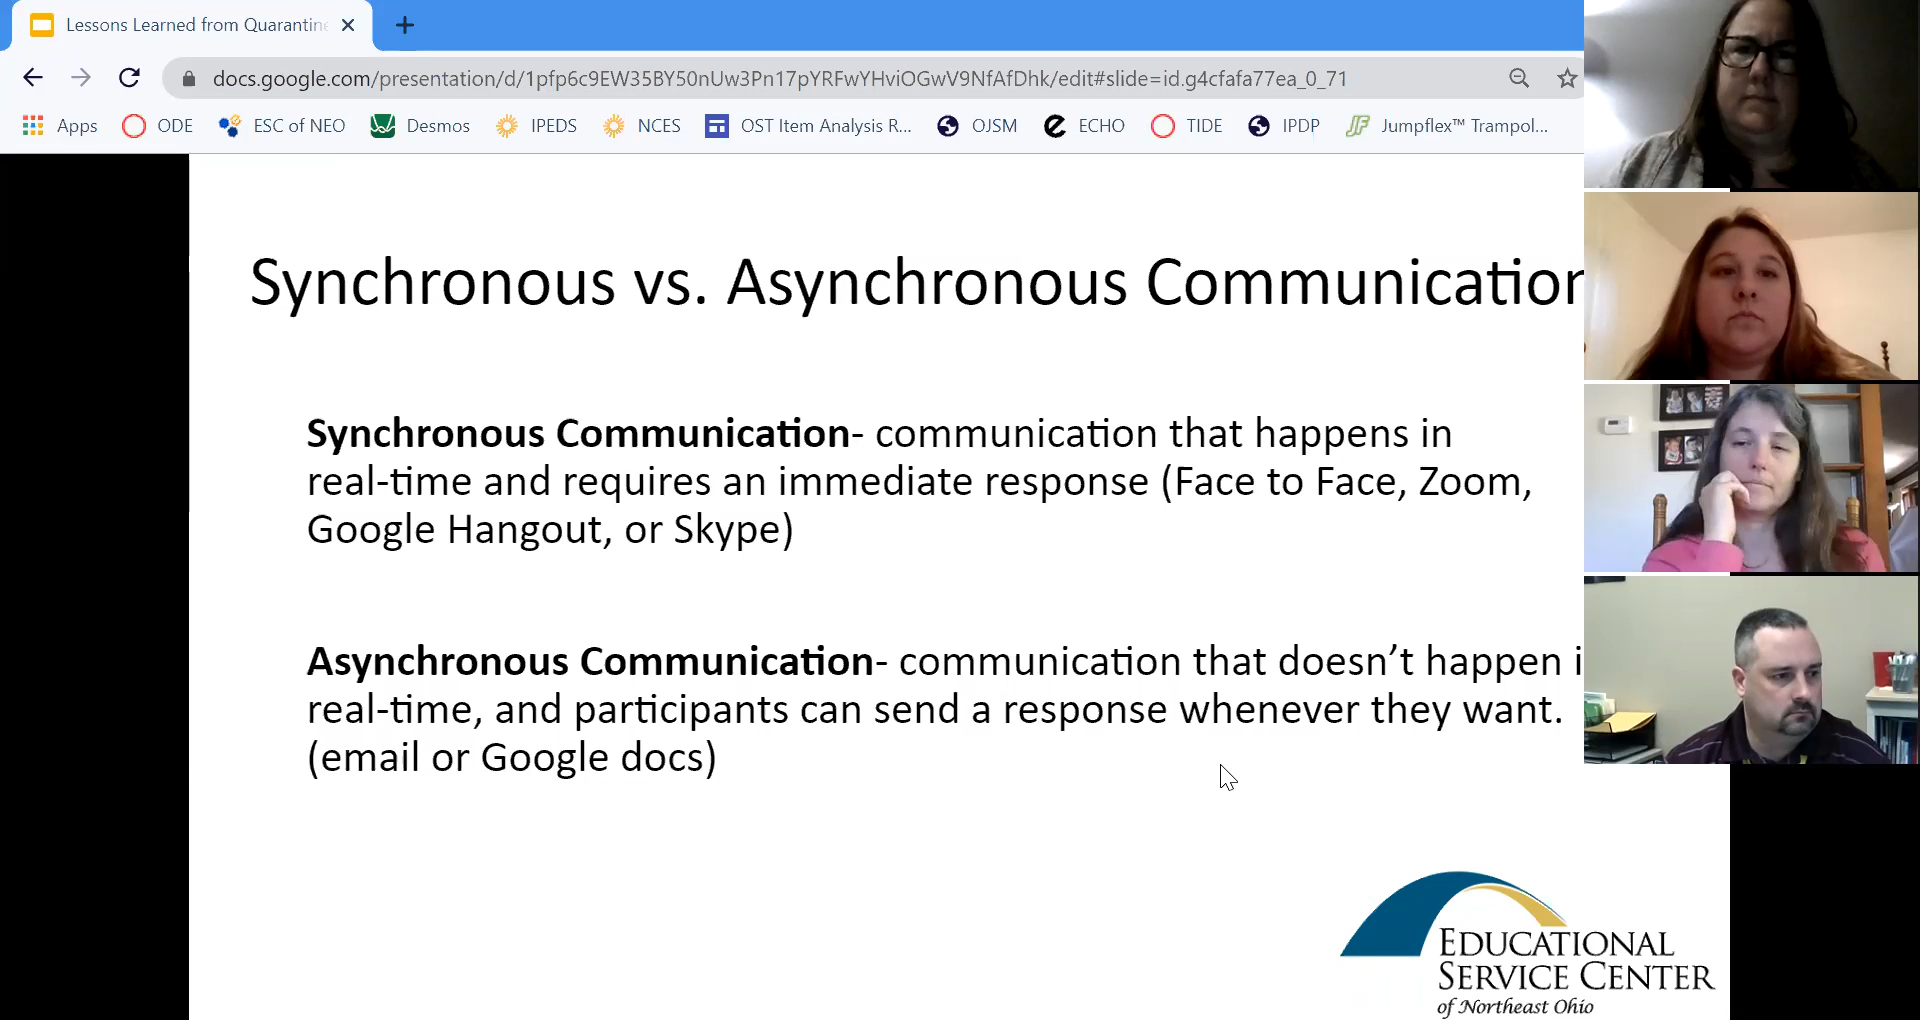 Lessons Learned from Quarantine
docs.google.com/presentation/d/1pfp6c9EW35BY50nUw3Pn17pYRFwYHviOGwV9NfAfDhk/edit#slide=id.g4cfafa77ea_0_71
Apps ODE ESC of NEO Desmos IPEDS NCES OST Item Analysis R... OJSM ECHO TIDE IPDP Jumpflex™ Trampol...
Synchronous vs. Asynchronous Communication
Synchronous Communication- communication that happens in
real-time and requires an immediate response (Face to Face, Zoom,
Google Hangout, or Skype)
Asynchronous Communication- communication that doesn’t happen i
real-time, and participants can send a response whenever they want.
(email or Google docs)
EDUCATIONAL
SERVICE CENTER
of Northeast Ohio